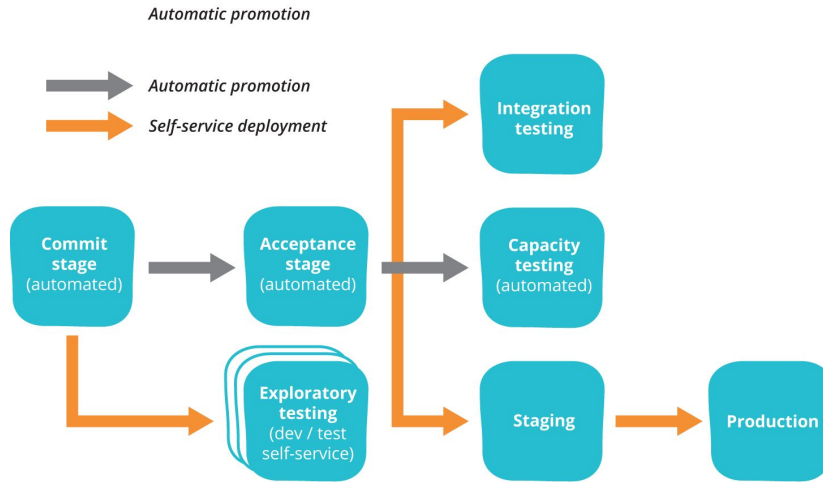 Automatic promotion
Automatic promotion
Self-service deployment
Integration
testing
Commit
stage
(automated)
Acceptance
stage
(automated)
Capacity
testing
(automated)
Exploratory
testing
(dev / test
self-service)
Staging
Production